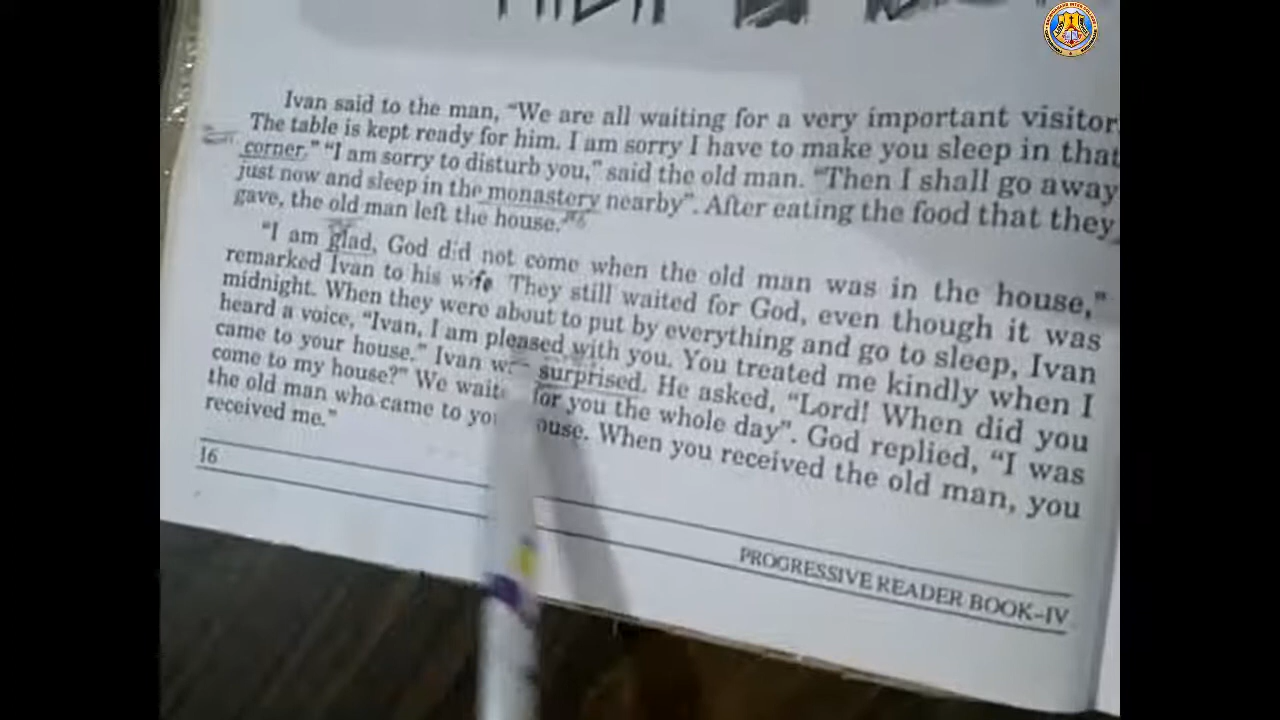 Ivan said to the man, "We are all waiting for a very important visitor.
The table is kept ready for him. I am sorry I have to make you sleep in that
corner." "I am sorry to disturb you," said the old man. "Then I shall go away
just now and sleep in the monastery nearby". After eating the food that they
gave, the old man left the house."
"I am glad, God did not come when the old man was in the house,"
remarked Ivan to his wife They still waited for God, even though it was
midnight. When they were about to put by everything and go to sleep, Ivan
heard a voice, "Ivan, I am pleased with you. You treated me kindly when I
came to your house." Ivan surprised. He asked, "Lord! When did you
come to my house?" We for you the whole day". God replied, "I was
the old man who came to When you received the old man, you
received me."
16
PROGRESSIVE READER BOOK–IV